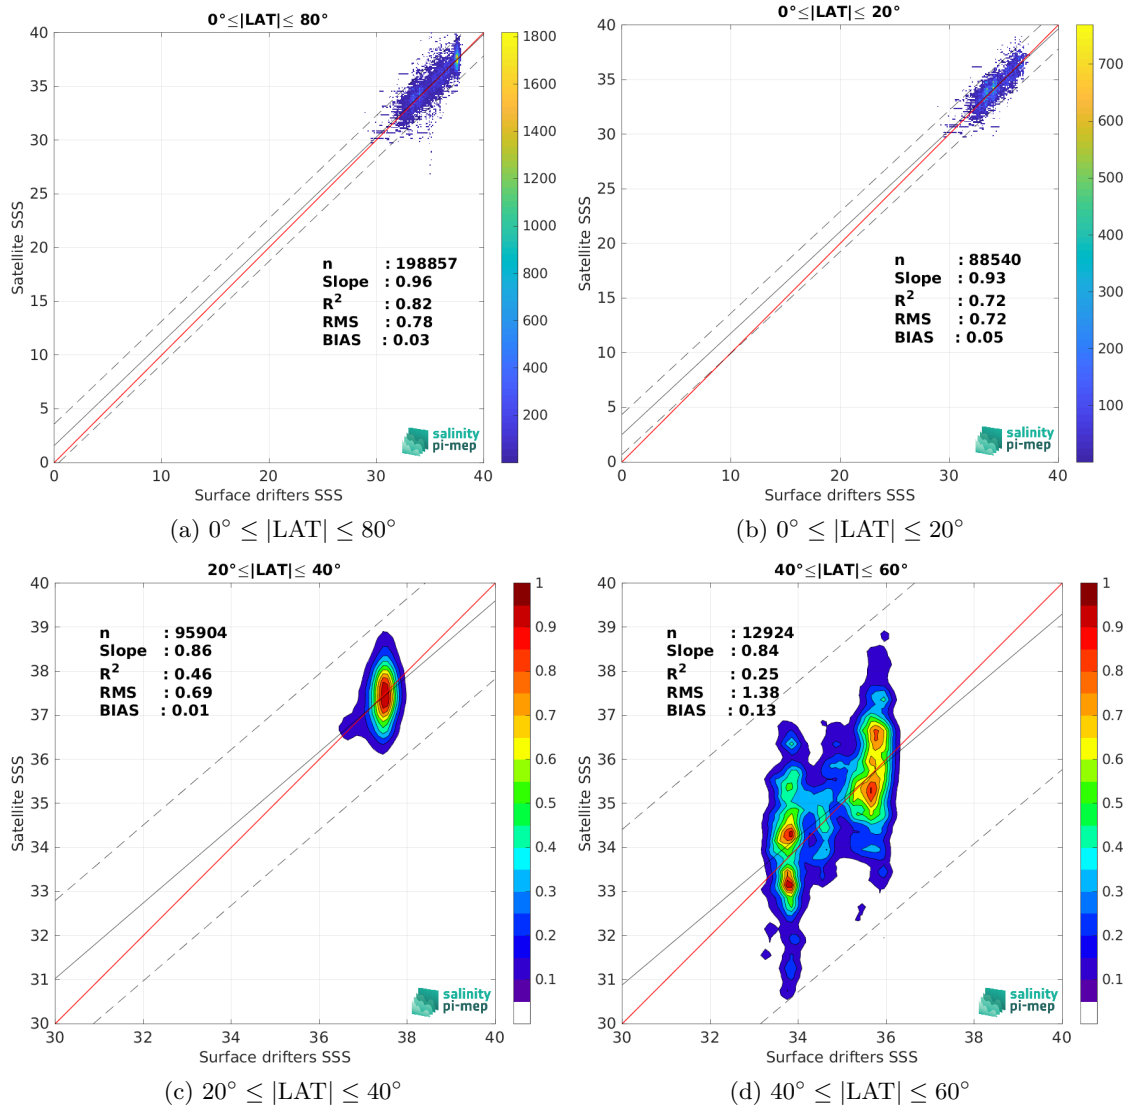 0°≤|LAT|≤ 80°
40
35
30
25
20
15
10
5
0
Satellite SSS
n : 198857
Slope : 0.96
R² : 0.82
RMS : 0.78
BIAS : 0.03
salinity
pi-mep
0 10 20 30 40
Surface drifters SSS
1800
1600
1400
1200
1000
800
600
400
200
(a) 0° ≤ |LAT| ≤ 80°
0°≤|LAT|≤ 20°
40
35
30
25
20
15
10
5
0
Satellite SSS
n : 88540
Slope : 0.93
R² : 0.72
RMS : 0.72
BIAS : 0.05
salinity
pi-mep
0 10 20 30 40
Surface drifters SSS
700
600
500
400
300
200
100
(b) 0° ≤ |LAT| ≤ 20°
20°≤|LAT|≤ 40°
40
39
38
37
36
35
34
33
32
31
30
Satellite SSS
n : 95904
Slope : 0.86
R² : 0.46
RMS : 0.69
BIAS : 0.01
salinity
pi-mep
30 32 34 36 38 40
Surface drifters SSS
1
0.9
0.8
0.7
0.6
0.5
0.4
0.3
0.2
0.1
(c) 20° ≤ |LAT| ≤ 40°
40°≤|LAT|≤ 60°
40
39
38
37
36
35
34
33
32
31
30
Satellite SSS
n : 12924
Slope : 0.84
R² : 0.25
RMS : 1.38
BIAS : 0.13
salinity
pi-mep
30 32 34 36 38 40
Surface drifters SSS
1
0.9
0.8
0.7
0.6
0.5
0.4
0.3
0.2
0.1
(d) 40° ≤ |LAT| ≤ 60°